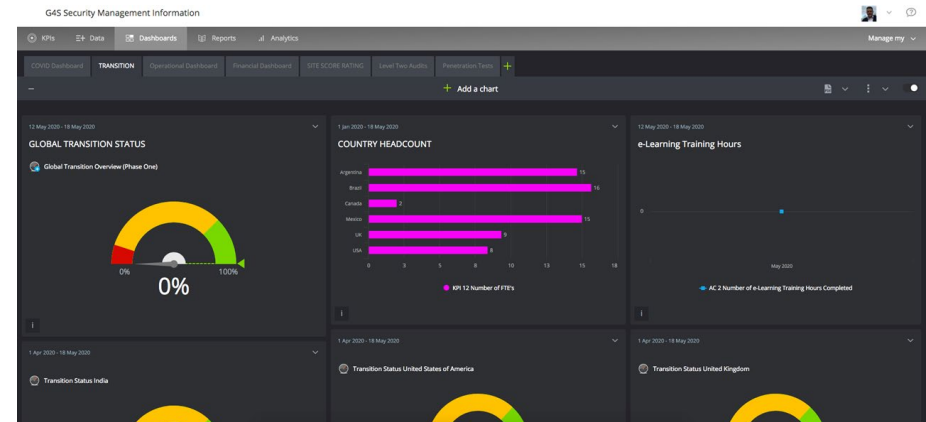 G4S Security Management Information
KPIs
Data
Dashboards
Reports
Analytics
Manage my
COVID Dashboard
TRANSITION
Operational Dashboard
Financial Dashboard
SITE SCORE RATING
Level Two Audits
Penetration Tests
+
+ Add a chart
12 May 2020 - 18 May 2020
GLOBAL TRANSITION STATUS
Global Transition Overview (Phase One)
0%
100%
0%
i
1 Jan 2020 - 18 May 2020
COUNTRY HEADCOUNT
Argentina 15
Brazil 16
Canada 2
Mexico 15
UK 9
USA 8
0 3 5 8 10 13 15 18
KPI 12 Number of FTE's
i
12 May 2020 - 18 May 2020
e-Learning Training Hours
0
May 2020
AC 2 Number of e-Learning Training Hours Completed
i
1 Apr 2020 - 18 May 2020
Transition Status India
1 Apr 2020 - 18 May 2020
Transition Status United States of America
1 Apr 2020 - 18 May 2020
Transition Status United Kingdom